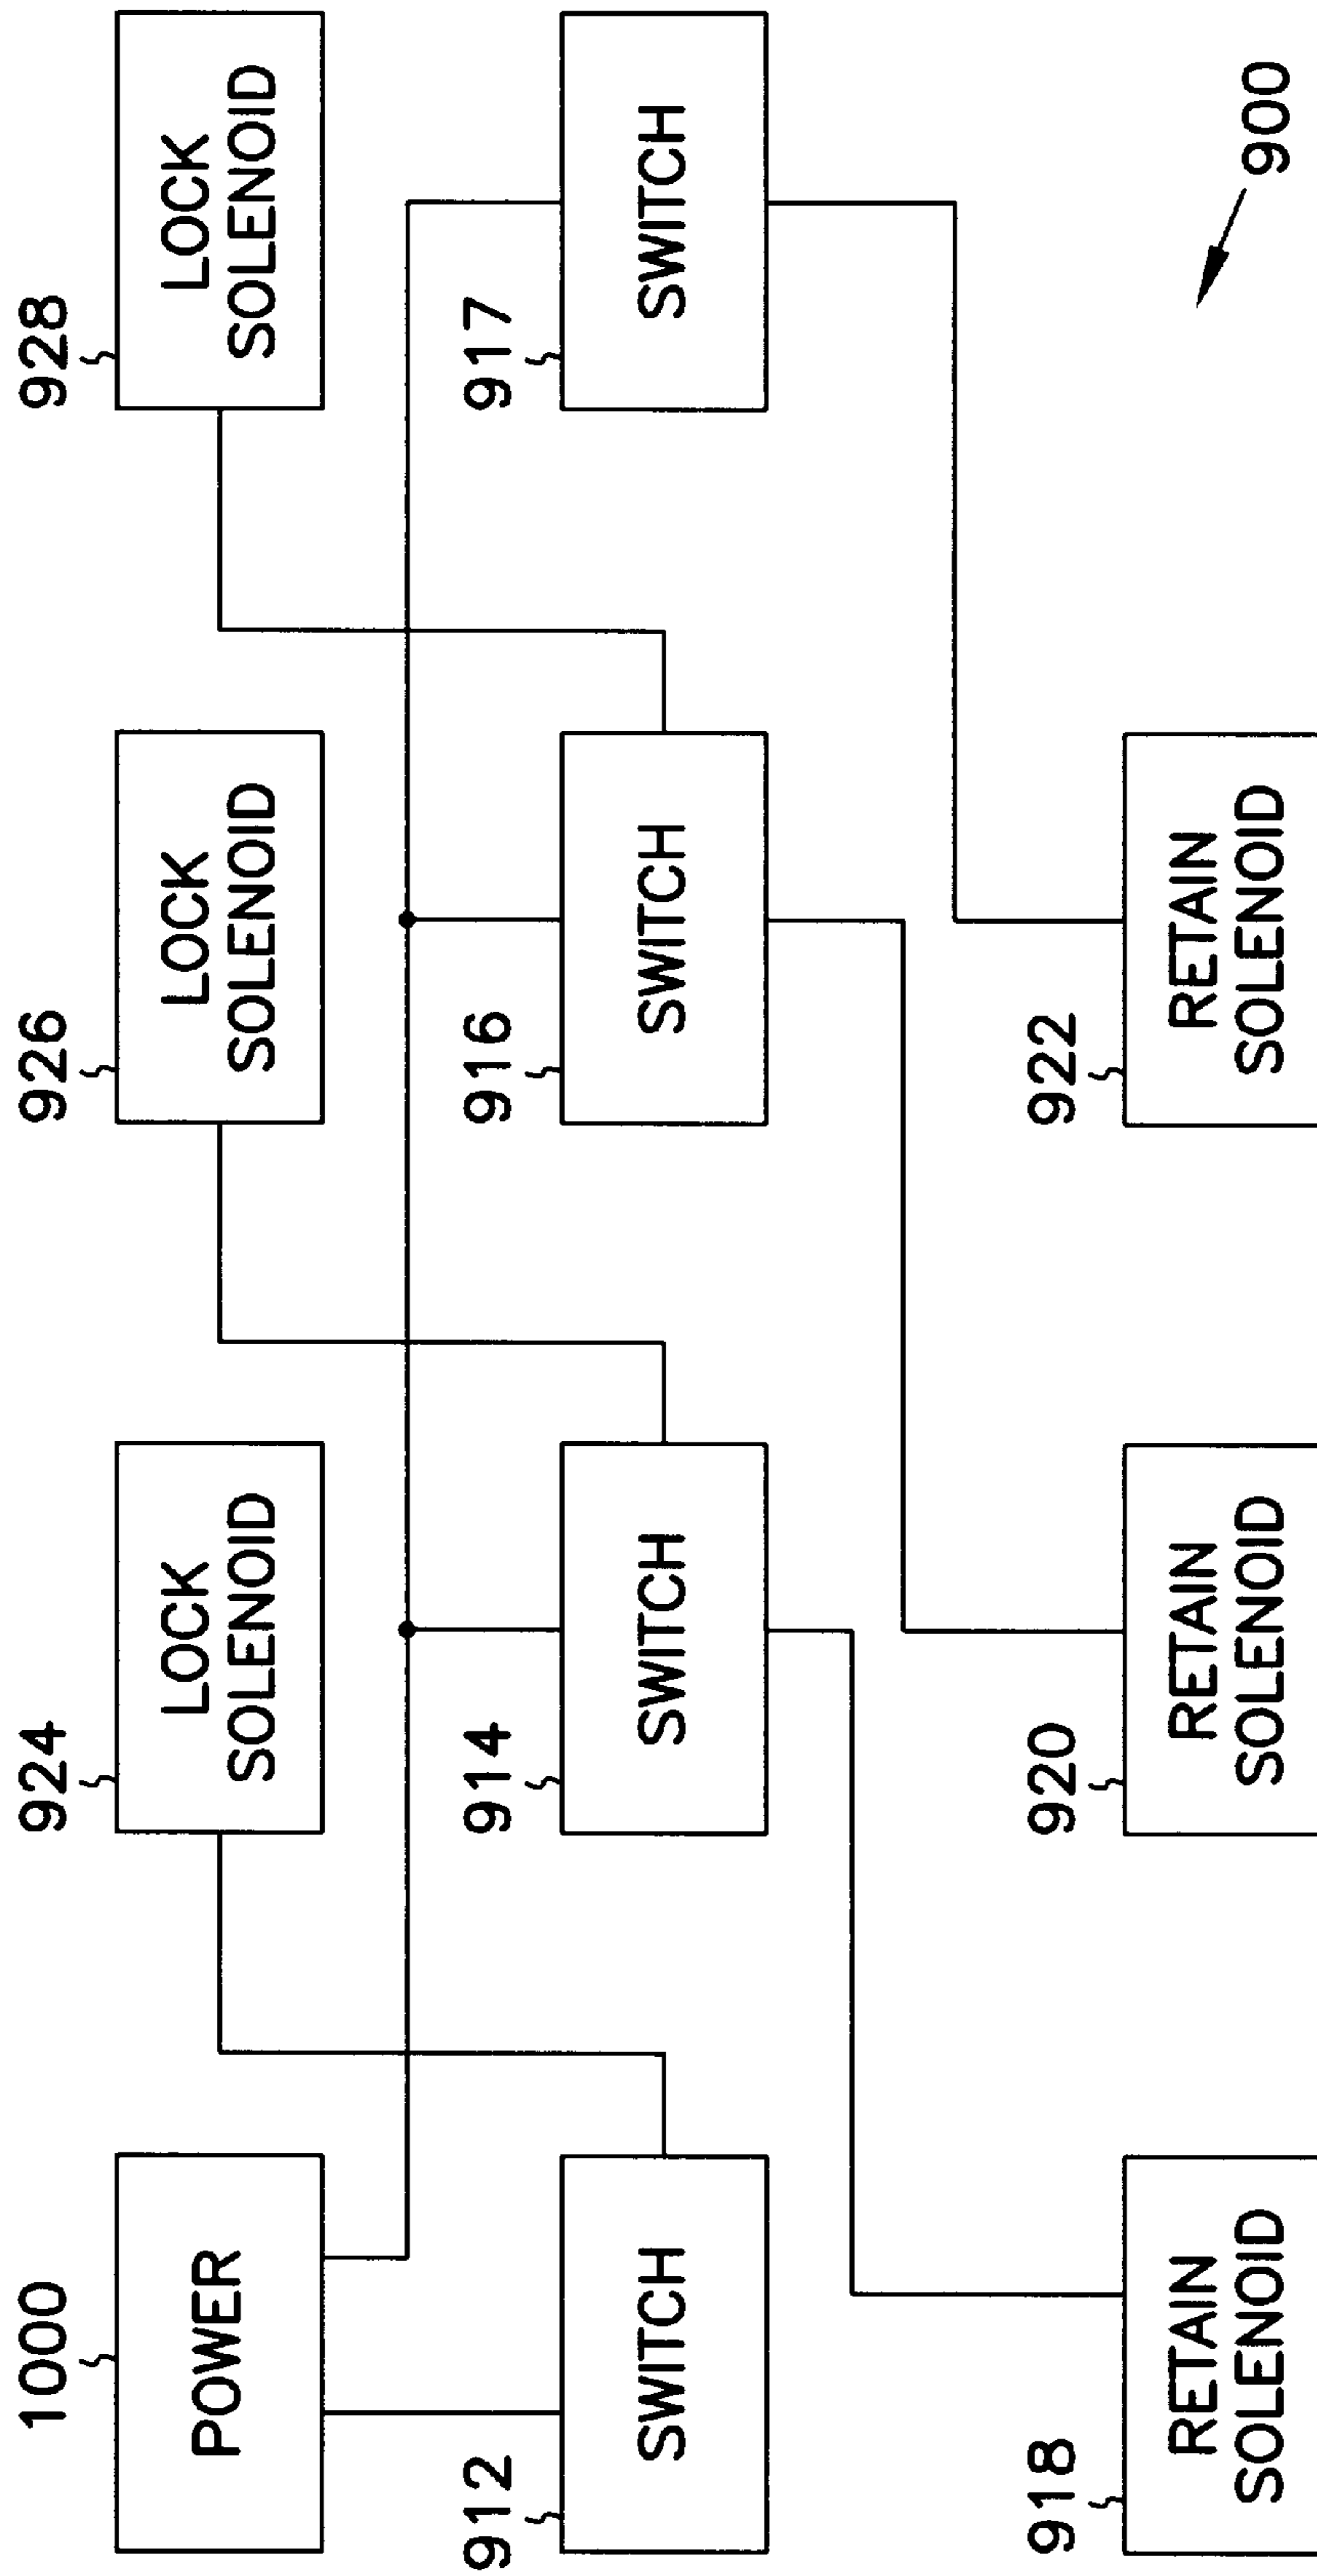 1000
POWER
924
LOCK
SOLENOID
926
LOCK
SOLENOID
928
LOCK
SOLENOID
912
SWITCH
914
SWITCH
916
SWITCH
917
SWITCH
918
RETAIN
SOLENOID
920
RETAIN
SOLENOID
922
RETAIN
SOLENOID
900